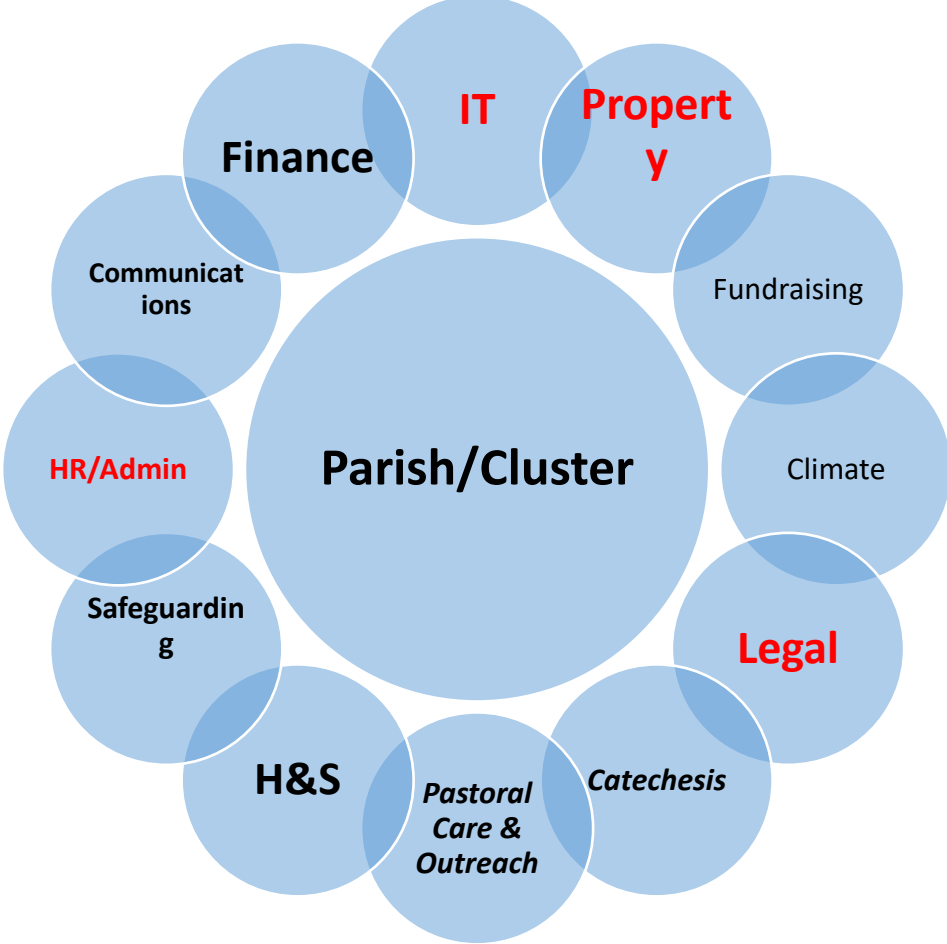 IT
Propert
y
Finance
Communicat
ions
Fundraising
HR/Admin
Parish/Cluster
Climate
Safeguardin
g
Legal
H&S
Pastoral
Care &
Outreach
Catechesis